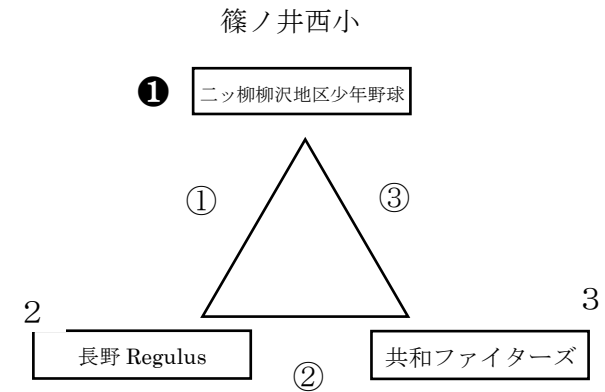 篠ノ井西小
❶ 二ッ柳柳沢地区少年野球
① ③
2 3
長野 Regulus 共和ファイターズ
②